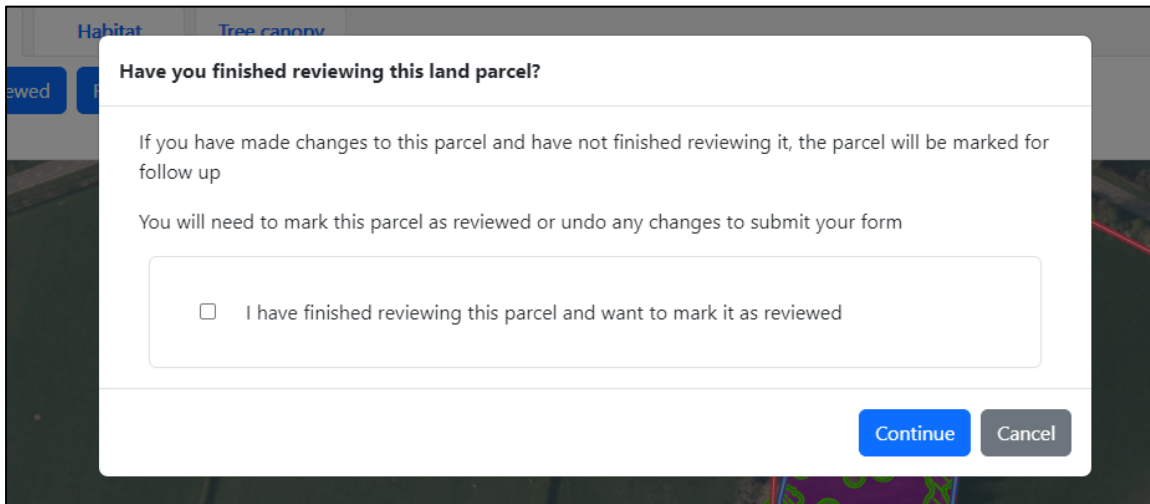 Habitat Tree canopy
ewed
Have you finished reviewing this land parcel?
If you have made changes to this parcel and have not finished reviewing it, the parcel will be marked for
follow up
You will need to mark this parcel as reviewed or undo any changes to submit your form
I have finished reviewing this parcel and want to mark it as reviewed
Continue Cancel